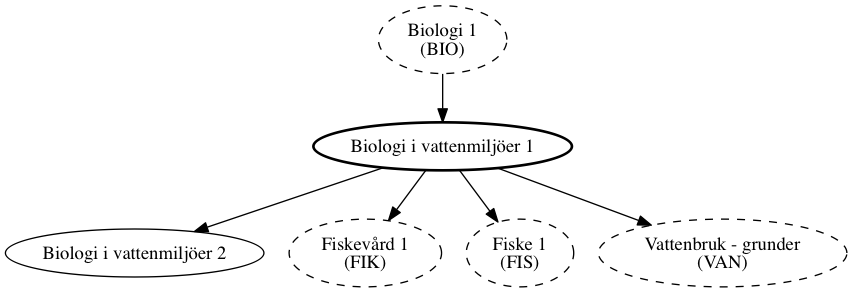 Biologi 1
(BIO)
Biologi i vattenmiljöer 1
Biologi i vattenmiljöer 2
Fiskevård 1
(FIK)
Fiske 1
(FIS)
Vattenbruk - grunder
(VAN)